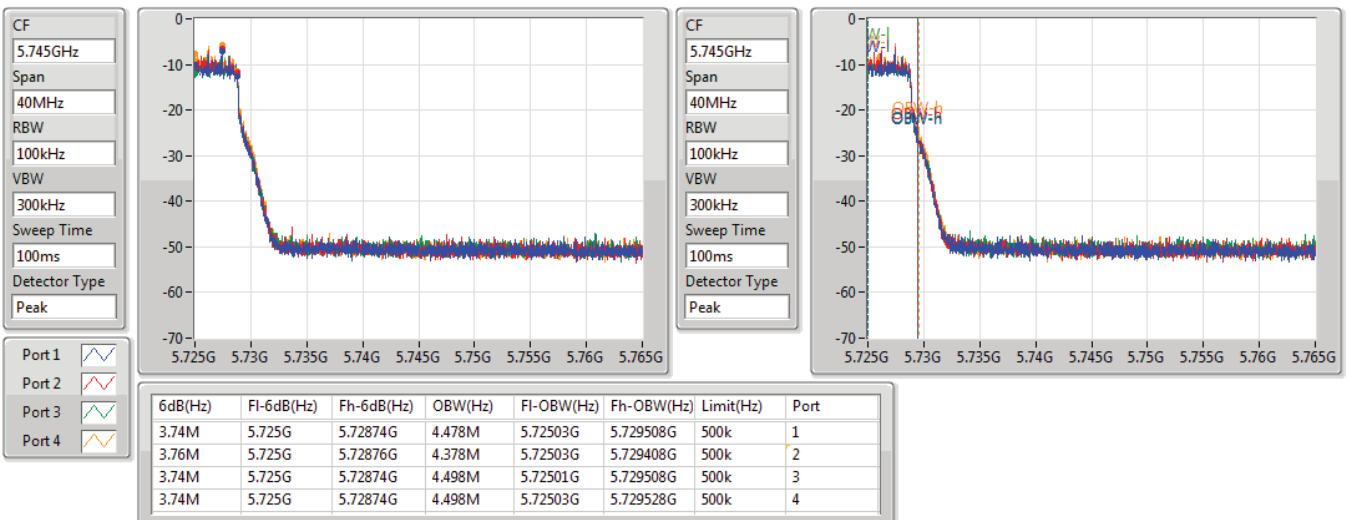 CF
5.745GHz
Span
40MHz
RBW
100kHz
VBW
300kHz
Sweep Time
100ms
Detector Type
Peak
0
-10
-20
-30
-40
-50
-60
-70
5.725G 5.73G 5.735G 5.74G 5.745G 5.75G 5.755G 5.76G 5.765G
CF
5.745GHz
Span
40MHz
RBW
100kHz
VBW
300kHz
Sweep Time
100ms
Detector Type
Peak
0
-10
-20
-30
-40
-50
-60
-70
W-l
OBW-h
5.725G 5.73G 5.735G 5.74G 5.745G 5.75G 5.755G 5.76G 5.765G
Port 1
Port 2
Port 3
Port 4
6dB(Hz) Fl-6dB(Hz) Fh-6dB(Hz) OBW(Hz) Fl-OBW(Hz) Fh-OBW(Hz) Limit(Hz) Port
3.74M 5.725G 5.72874G 4.478M 5.72503G 5.729508G 500k 1
3.76M 5.725G 5.72876G 4.378M 5.72503G 5.729408G 500k 2
3.74M 5.725G 5.72874G 4.498M 5.72501G 5.729508G 500k 3
3.74M 5.725G 5.72874G 4.498M 5.72503G 5.729528G 500k 4